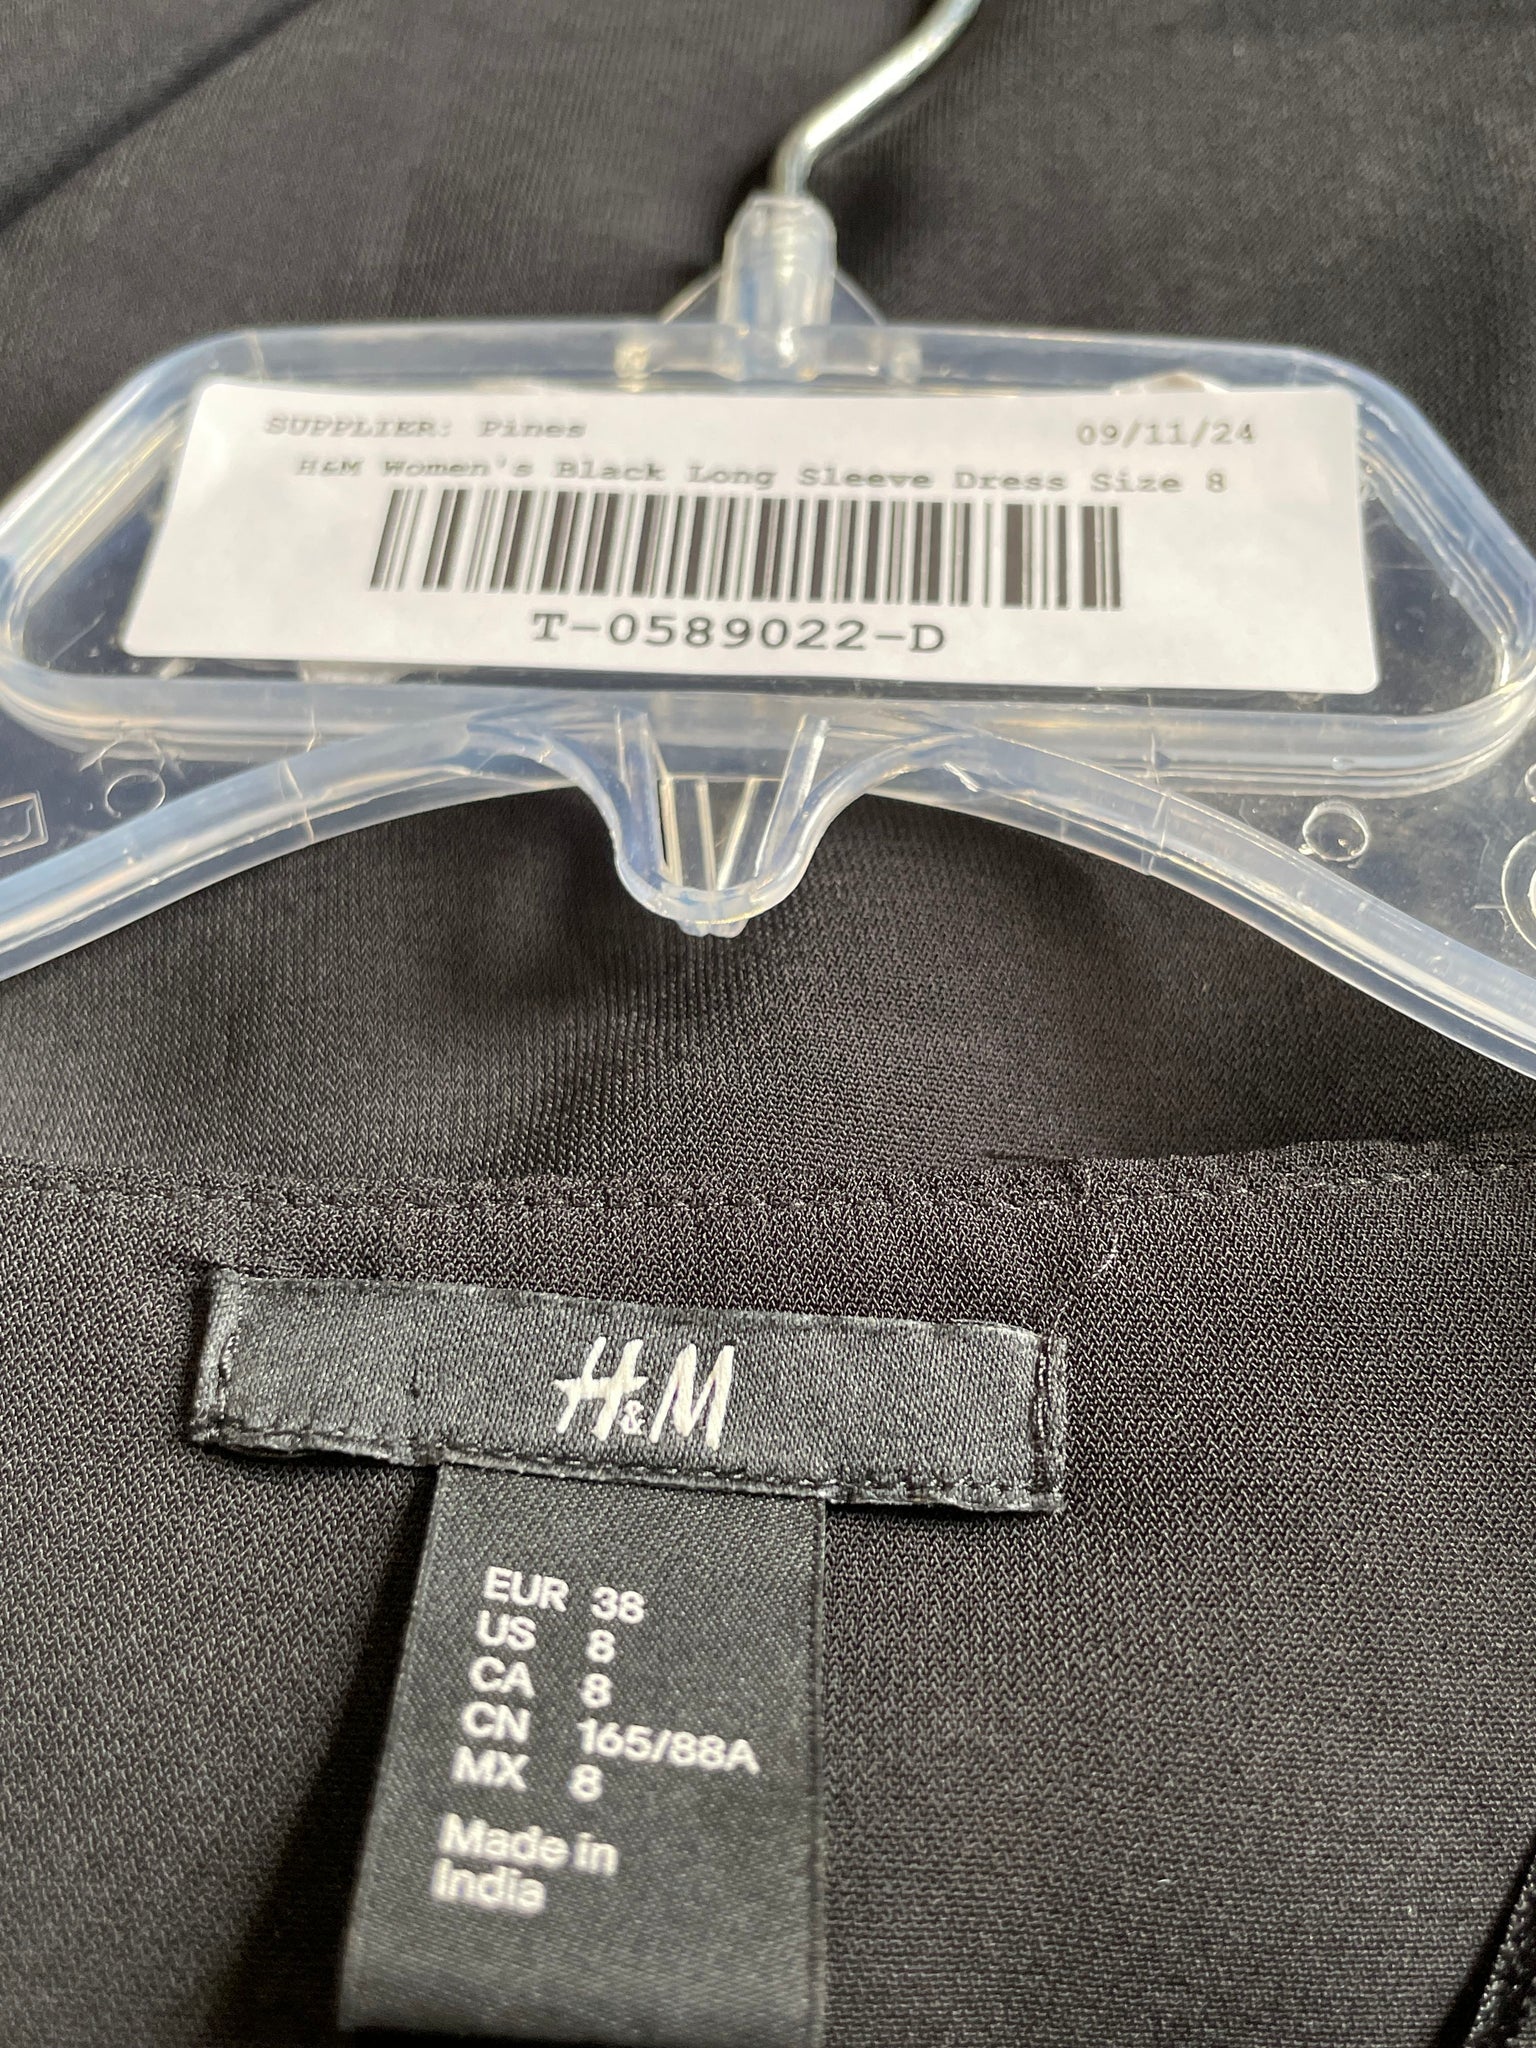 SUPPLIER: Pines 09/11/24
H&M Women's Black Long Sleeve Dress Size 8
T-0589022-D
H&M
EUR 38
US 8
CA 8
CN 165/88A
MX 8
Made in
India